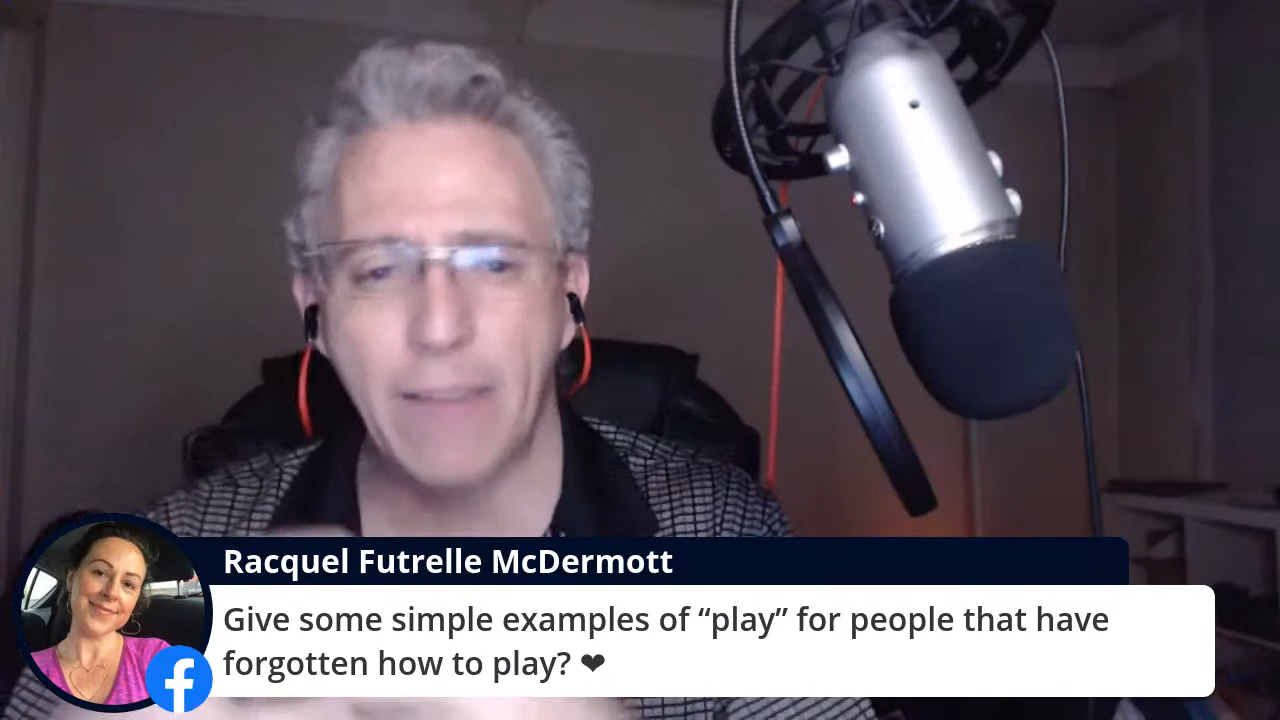 Racquel Futrelle McDermott
Give some simple examples of “play” for people that have
forgotten how to play? ❤